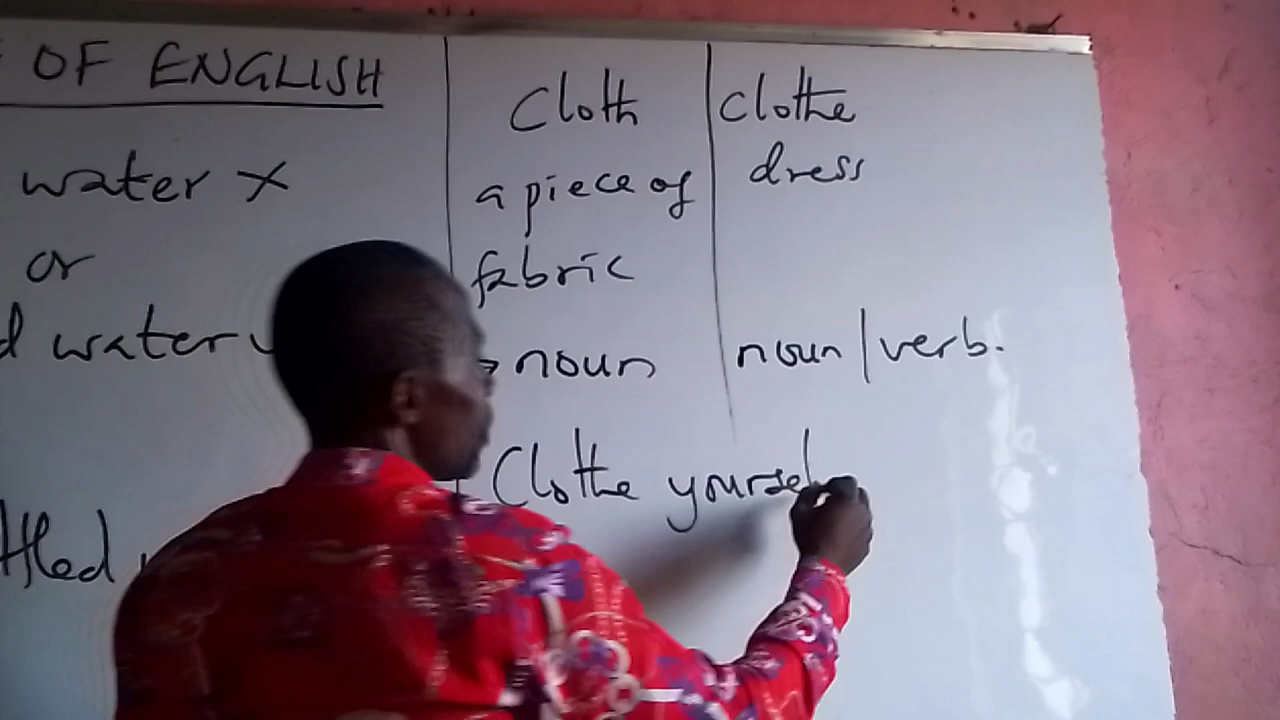 OF ENGLISH
water x
or
d water
ttled
Cloth
a piece of
fabric
noun
clothe
dress
noun/verb.
Clothe yoursel